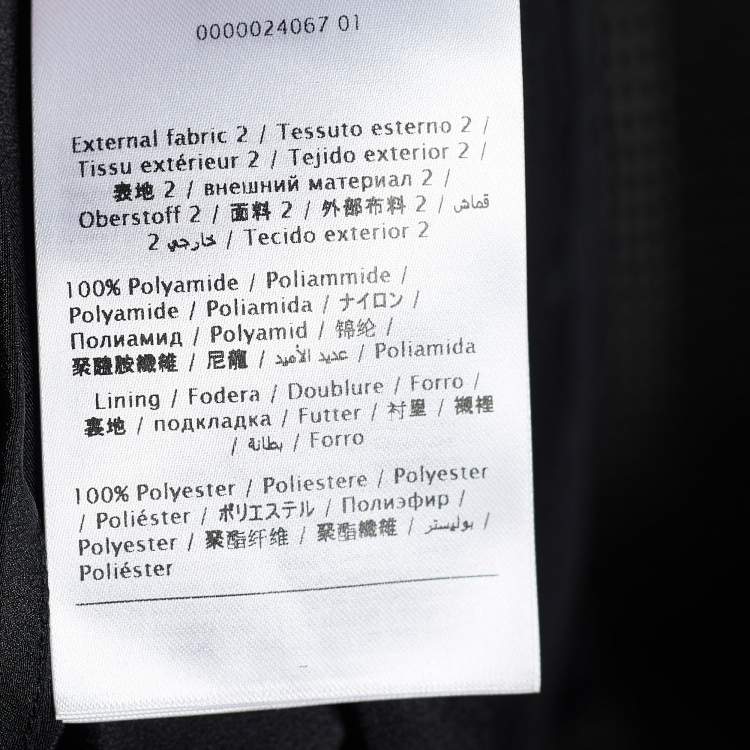 0000024067 01
External fabric 2 / Tessuto esterno 2 /
Tissu extérieur 2 / Tejido exterior 2 /
表地 2 / внешний материал 2 /
Oberstoff 2 / 面料 2 / 外部布料 2 / قماش
خارجي 2 / Tecido exterior 2
100% Polyamide / Poliammide /
Polyamide / Poliamida / ナイロン /
Полиамид / Polyamid / 锦纶 /
聚醯胺纖維 / 尼龍 / عديد الأميد / Poliamida
Lining / Fodera / Doublure / Forro /
裏地 / подкладка / Futter / 衬里 / 襯裡
/ بطانة / Forro
100% Polyester / Poliestere / Polyester
/ Poliéster / ポリエステル / Полиэфир /
Polyester / 聚酯纤维 / 聚酯纖維 / بوليستر /
Poliéster